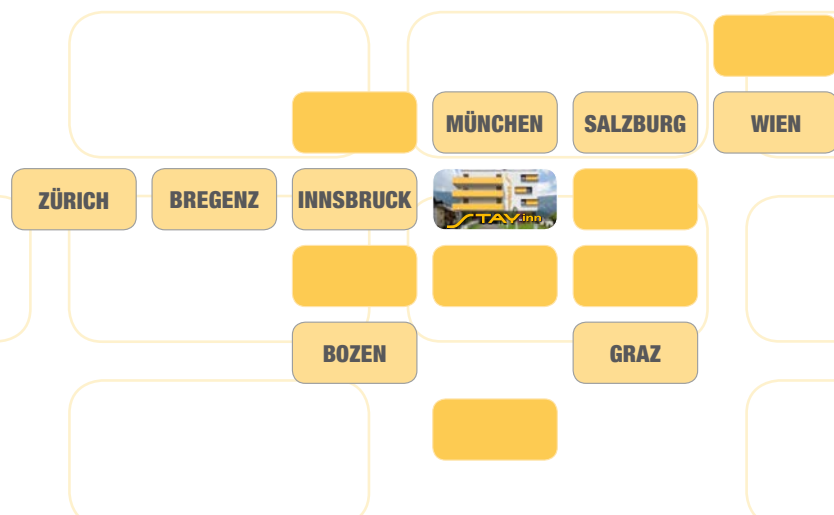 MÜNCHEN
SALZBURG
WIEN
ZÜRICH
BREGENZ
INNSBRUCK
STAY.inn
BOZEN
GRAZ